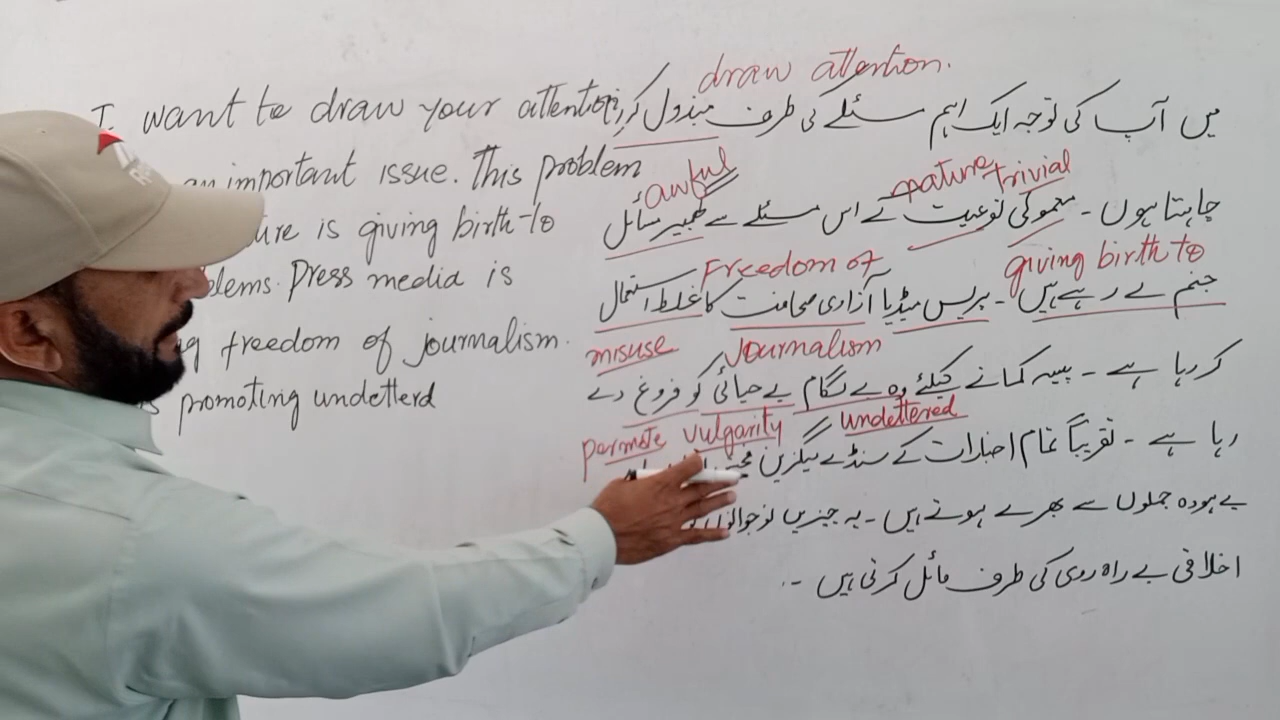 I want to draw your attention
an important issue. This problem
ure is giving birth to
blems. Press media is
g freedom of journalism.
s promoting undetterd
draw attention.
میں آپ کی توجہ ایک اہم مسئلے کی طرف مبذول کر
awful nature trivial
چاہتا ہوں ۔ معمولی نوعیت کے اس مسئلے سے گھمبیر مسائل
Freedom of giving birth to
جنم لے رہے ہیں ۔ پریس میڈیا آزادی صحافت کا غلط استعمال
misuse Journalism
کر رہا ہے ۔ پیسہ کمانے کیلئے وہ بے لگام بے حیائی کو فروغ دے
permote vulgarity undettered
رہا ہے ۔ تقریباً تمام اخبارات کے سنڈے میگزین
بے ہودہ جملوں سے بھرے ہوتے ہیں ۔ یہ چیزیں نوجوانوں
اخلاقی بے راہ روی کی طرف مائل کرتی ہیں ۔